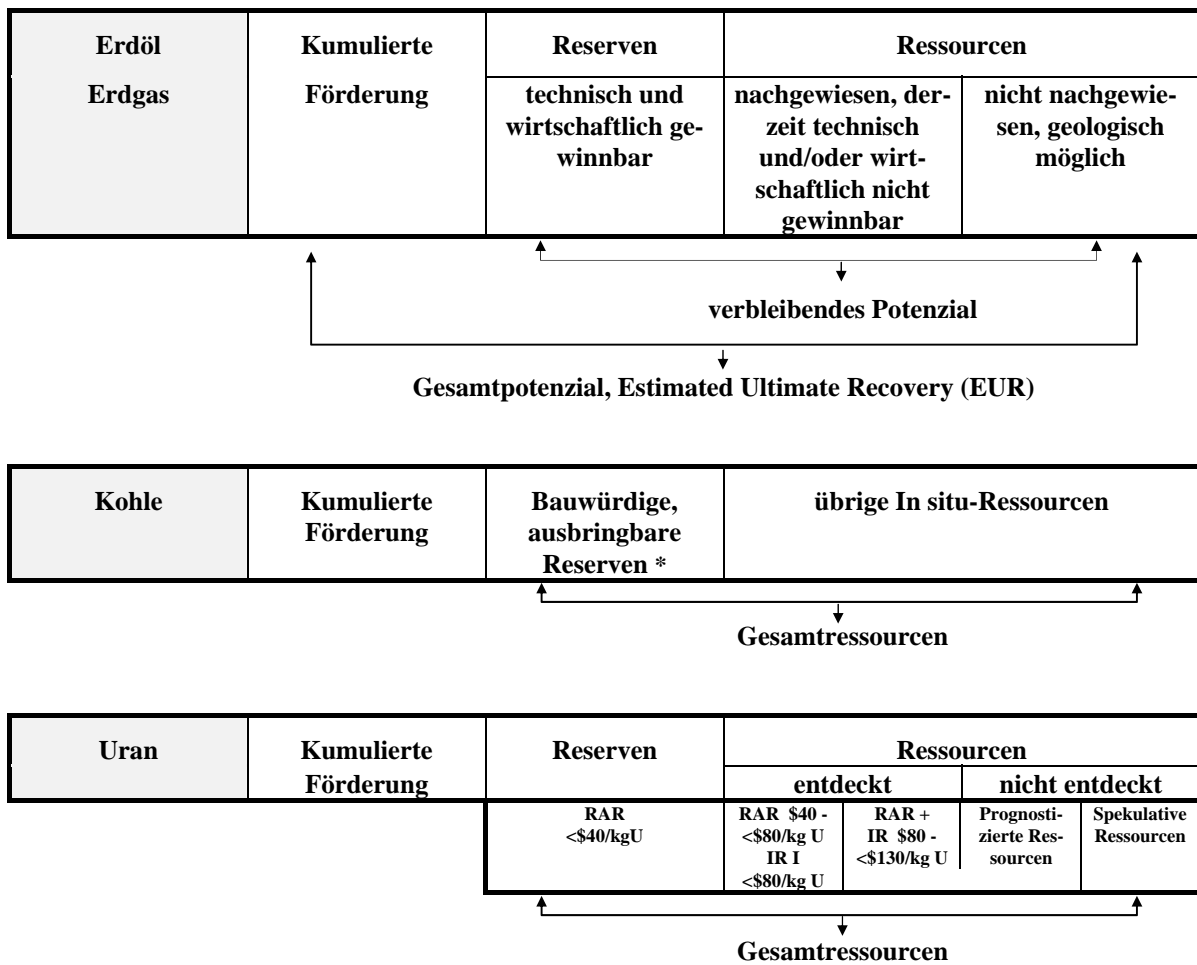 Erdöl
Erdgas
Kumulierte
Förderung
Reserven
technisch und
wirtschaftlich ge-
winnbar
Ressourcen
nachgewiesen, der-
zeit technisch
und/oder wirt-
schaftlich nicht
gewinnbar
nicht nachgewie-
sen, geologisch
möglich
verbleibendes Potenzial
Gesamtpotenzial, Estimated Ultimate Recovery (EUR)
Kohle
Kumulierte
Förderung
Bauwürdige,
ausbringbare
Reserven *
übrige In situ-Ressourcen
Gesamtressourcen
Uran
Kumulierte
Förderung
Reserven
Ressourcen
entdeckt
nicht entdeckt
RAR
<$40/kgU
RAR $40 -
<$80/kg U
IR I
<$80/kg U
RAR +
IR $80 -
<$130/kg U
Prognosti-
zierte Res-
sourcen
Spekulative
Ressourcen
Gesamtressourcen